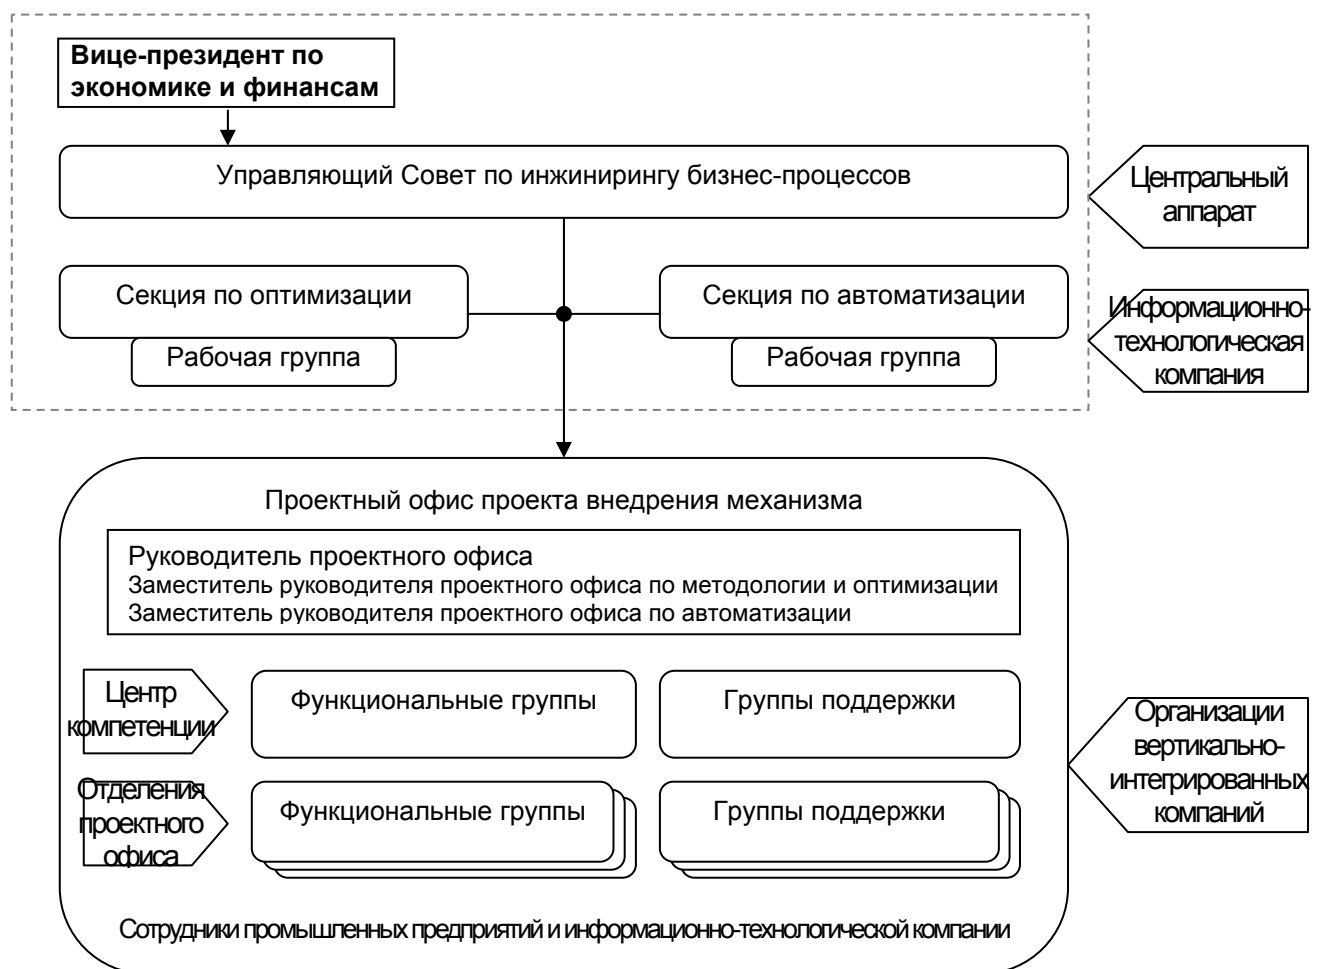 Вице-президент по
экономике и финансам
Управляющий Совет по инжинирингу бизнес-процессов
Центральный
аппарат
Секция по оптимизации
Секция по автоматизации
Рабочая группа
Рабочая группа
Информационно-
технологическая
компания
Проектный офис проекта внедрения механизма
Руководитель проектного офиса
Заместитель руководителя проектного офиса по методологии и оптимизации
Заместитель руководителя проектного офиса по автоматизации
Центр
компетенции
Функциональные группы
Группы поддержки
Отделения
проектного
офиса
Функциональные группы
Группы поддержки
Организации
вертикально-
интегрированных
компаний
Сотрудники промышленных предприятий и информационно-технологической компании